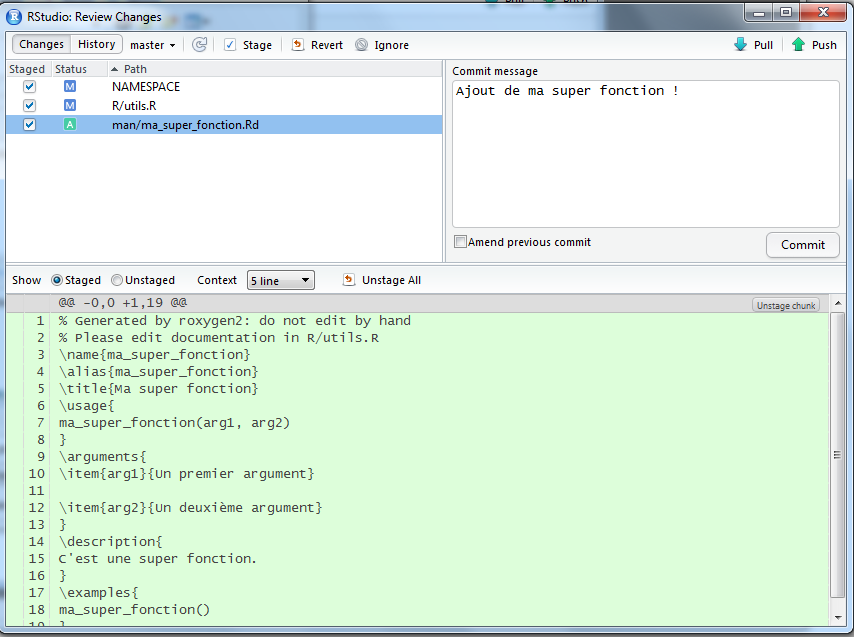 RStudio: Review Changes
Changes History master Stage Revert Ignore Pull Push
Staged Status Path
M NAMESPACE
M R/utils.R
A man/ma_super_fonction.Rd
Commit message
Ajout de ma super fonction !
Amend previous commit
Commit
Show Staged Unstaged Context 5 line Unstage All
@@ -0,0 +1,19 @@ Unstage chunk
1 % Generated by roxygen2: do not edit by hand
2 % Please edit documentation in R/utils.R
3 \name{ma_super_fonction}
4 \alias{ma_super_fonction}
5 \title{Ma super fonction}
6 \usage{
7 ma_super_fonction(arg1, arg2)
8 }
9 \arguments{
10 \item{arg1}{Un premier argument}
11
12 \item{arg2}{Un deuxième argument}
13 }
14 \description{
15 C'est une super fonction.
16 }
17 \examples{
18 ma_super_fonction()
19 }